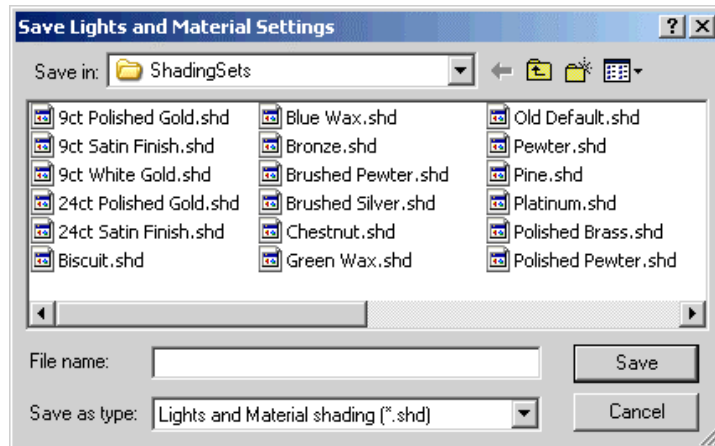 Save Lights and Material Settings
Save in: ShadingSets
9ct Polished Gold.shd Blue Wax.shd Old Default.shd
9ct Satin Finish.shd Bronze.shd Pewter.shd
9ct White Gold.shd Brushed Pewter.shd Pine.shd
24ct Polished Gold.shd Brushed Silver.shd Platinum.shd
24ct Satin Finish.shd Chestnut.shd Polished Brass.shd
Biscuit.shd Green Wax.shd Polished Pewter.shd
File name: Save
Save as type: Lights and Material shading (*.shd) Cancel